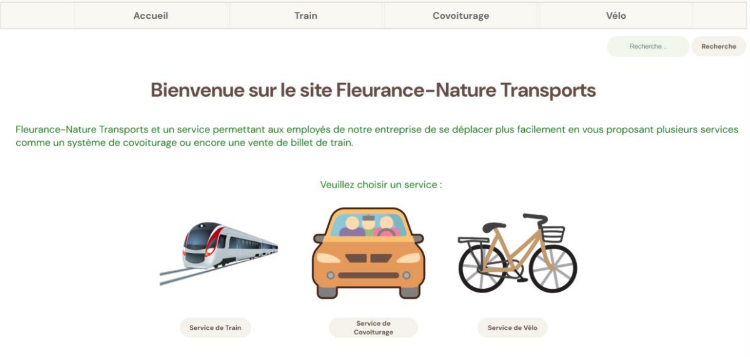 Accueil Train Covoiturage Vélo
Recherche... Recherche
Bienvenue sur le site Fleurance-Nature Transports
Fleurance-Nature Transports et un service permettant aux employés de notre entreprise de se déplacer plus facilement en vous proposant plusieurs services
comme un système de covoiturage ou encore une vente de billet de train.
Veuillez choisir un service :
Service de Train
Service de
Covoiturage
Service de Vélo